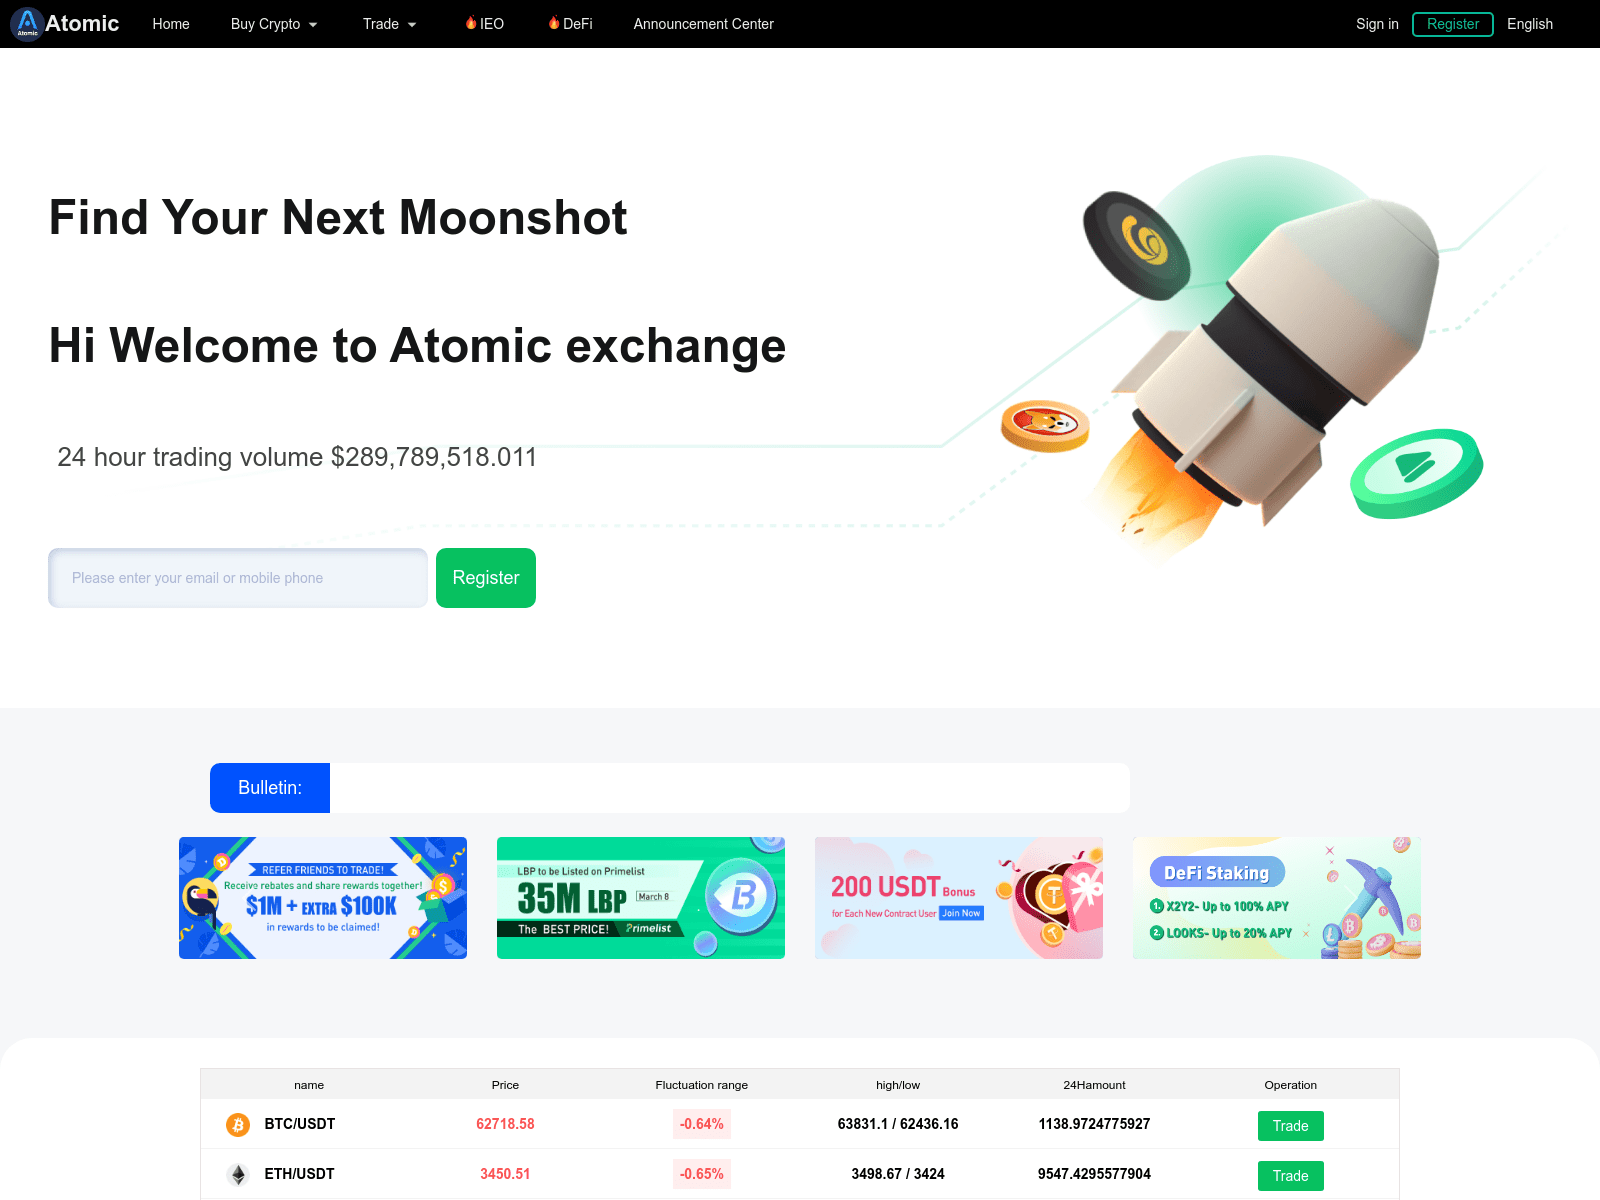 Atomic
Atomic
Home
Buy Crypto
Trade
IEO
DeFi
Announcement Center
Sign in
Register
English
Find Your Next Moonshot
Hi Welcome to Atomic exchange
24 hour trading volume $289,789,518.011
Please enter your email or mobile phone
Register
Bulletin:
REFER FRIENDS TO TRADE!
Receive rebates and share rewards together!
$1M + EXTRA $100K
in rewards to be claimed!
LBP to be Listed on Primelist
35M LBP
March 8
The BEST PRICE!
Primelist
200 USDT Bonus
for Each New Contract User Join Now
DeFi Staking
1. X2Y2- Up to 100% APY
2. LOOKS- Up to 20% APY
name Price Fluctuation range high/low 24Hamount Operation
BTC/USDT 62718.58 -0.64% 63831.1 / 62436.16 1138.9724775927 Trade
ETH/USDT 3450.51 -0.65% 3498.67 / 3424 9547.4295577904 Trade